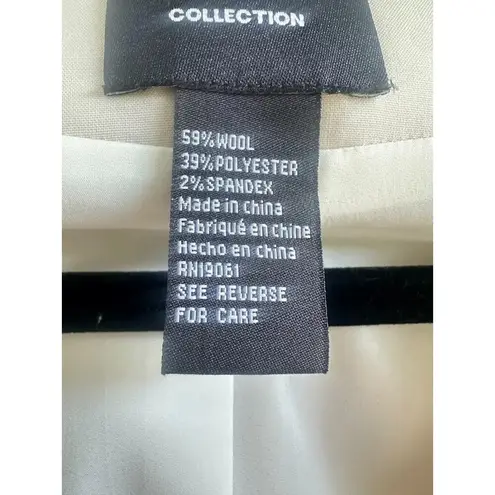 COLLECTION
59% WOOL
39% POLYESTER
2% SPANDEX
Made in China
Fabriqué en chine
Hecho en china
RN19061
SEE REVERSE
FOR CARE